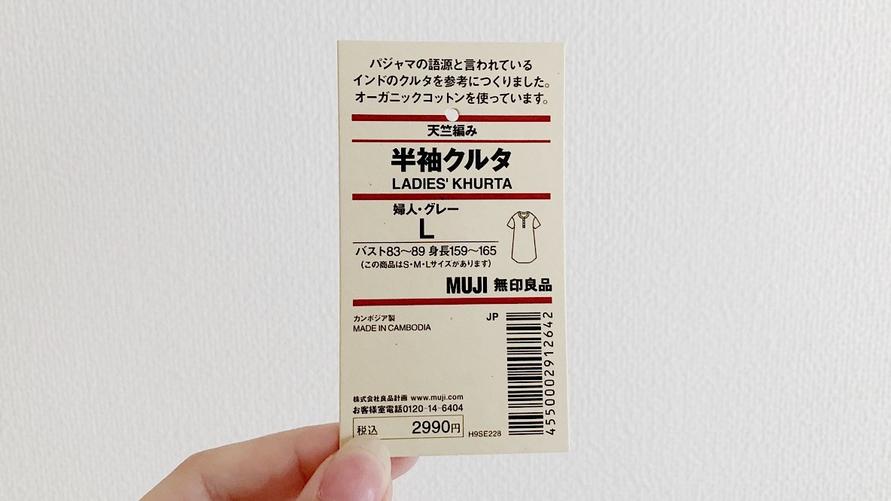 パジャマの語源と言われている
インドのクルタを参考につくりました。
オーガニックコットンを使っています。
天竺編み
半袖クルタ
LADIES' KHURTA
婦人・グレー
L
バスト83〜89 身長159〜165
(この商品はS・M・Lサイズがあります)
MUJI 無印良品
カンボジア製
MADE IN CAMBODIA
JP
4550002912642
株式会社良品計画 www.muji.com
お客様室電話0120-14-6404
税込 2990円
H9SE228